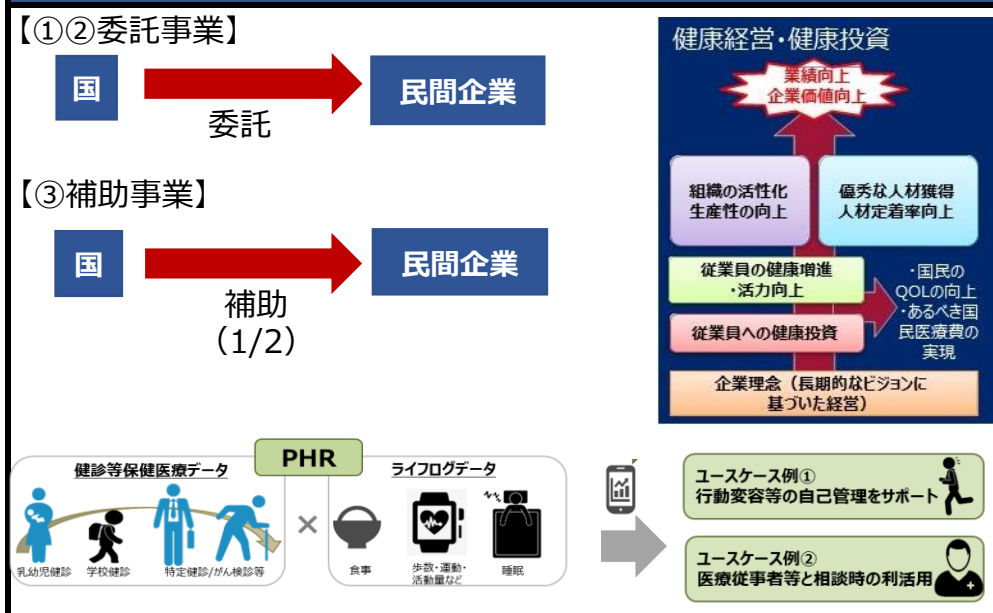 【①②委託事業】
国
民間企業
委託
【③補助事業】
国
民間企業
補助
（1/2）
健康経営・健康投資
業績向上
企業価値向上
組織の活性化
生産性の向上
優秀な人材獲得
人材定着率向上
従業員の健康増進
・活力向上
従業員への健康投資
・国民の
QOLの向上
・あるべき国
民医療費の
実現
企業理念（長期的なビジョンに
基づいた経営）
PHR
健診等保健医療データ
乳幼児健診
学校健診
特定健診/がん検診等
×
ライフログデータ
食事
歩数・運動・
活動量など
睡眠
ユースケース例①
行動変容等の自己管理をサポート
ユースケース例②
医療従事者等と相談時の利活用